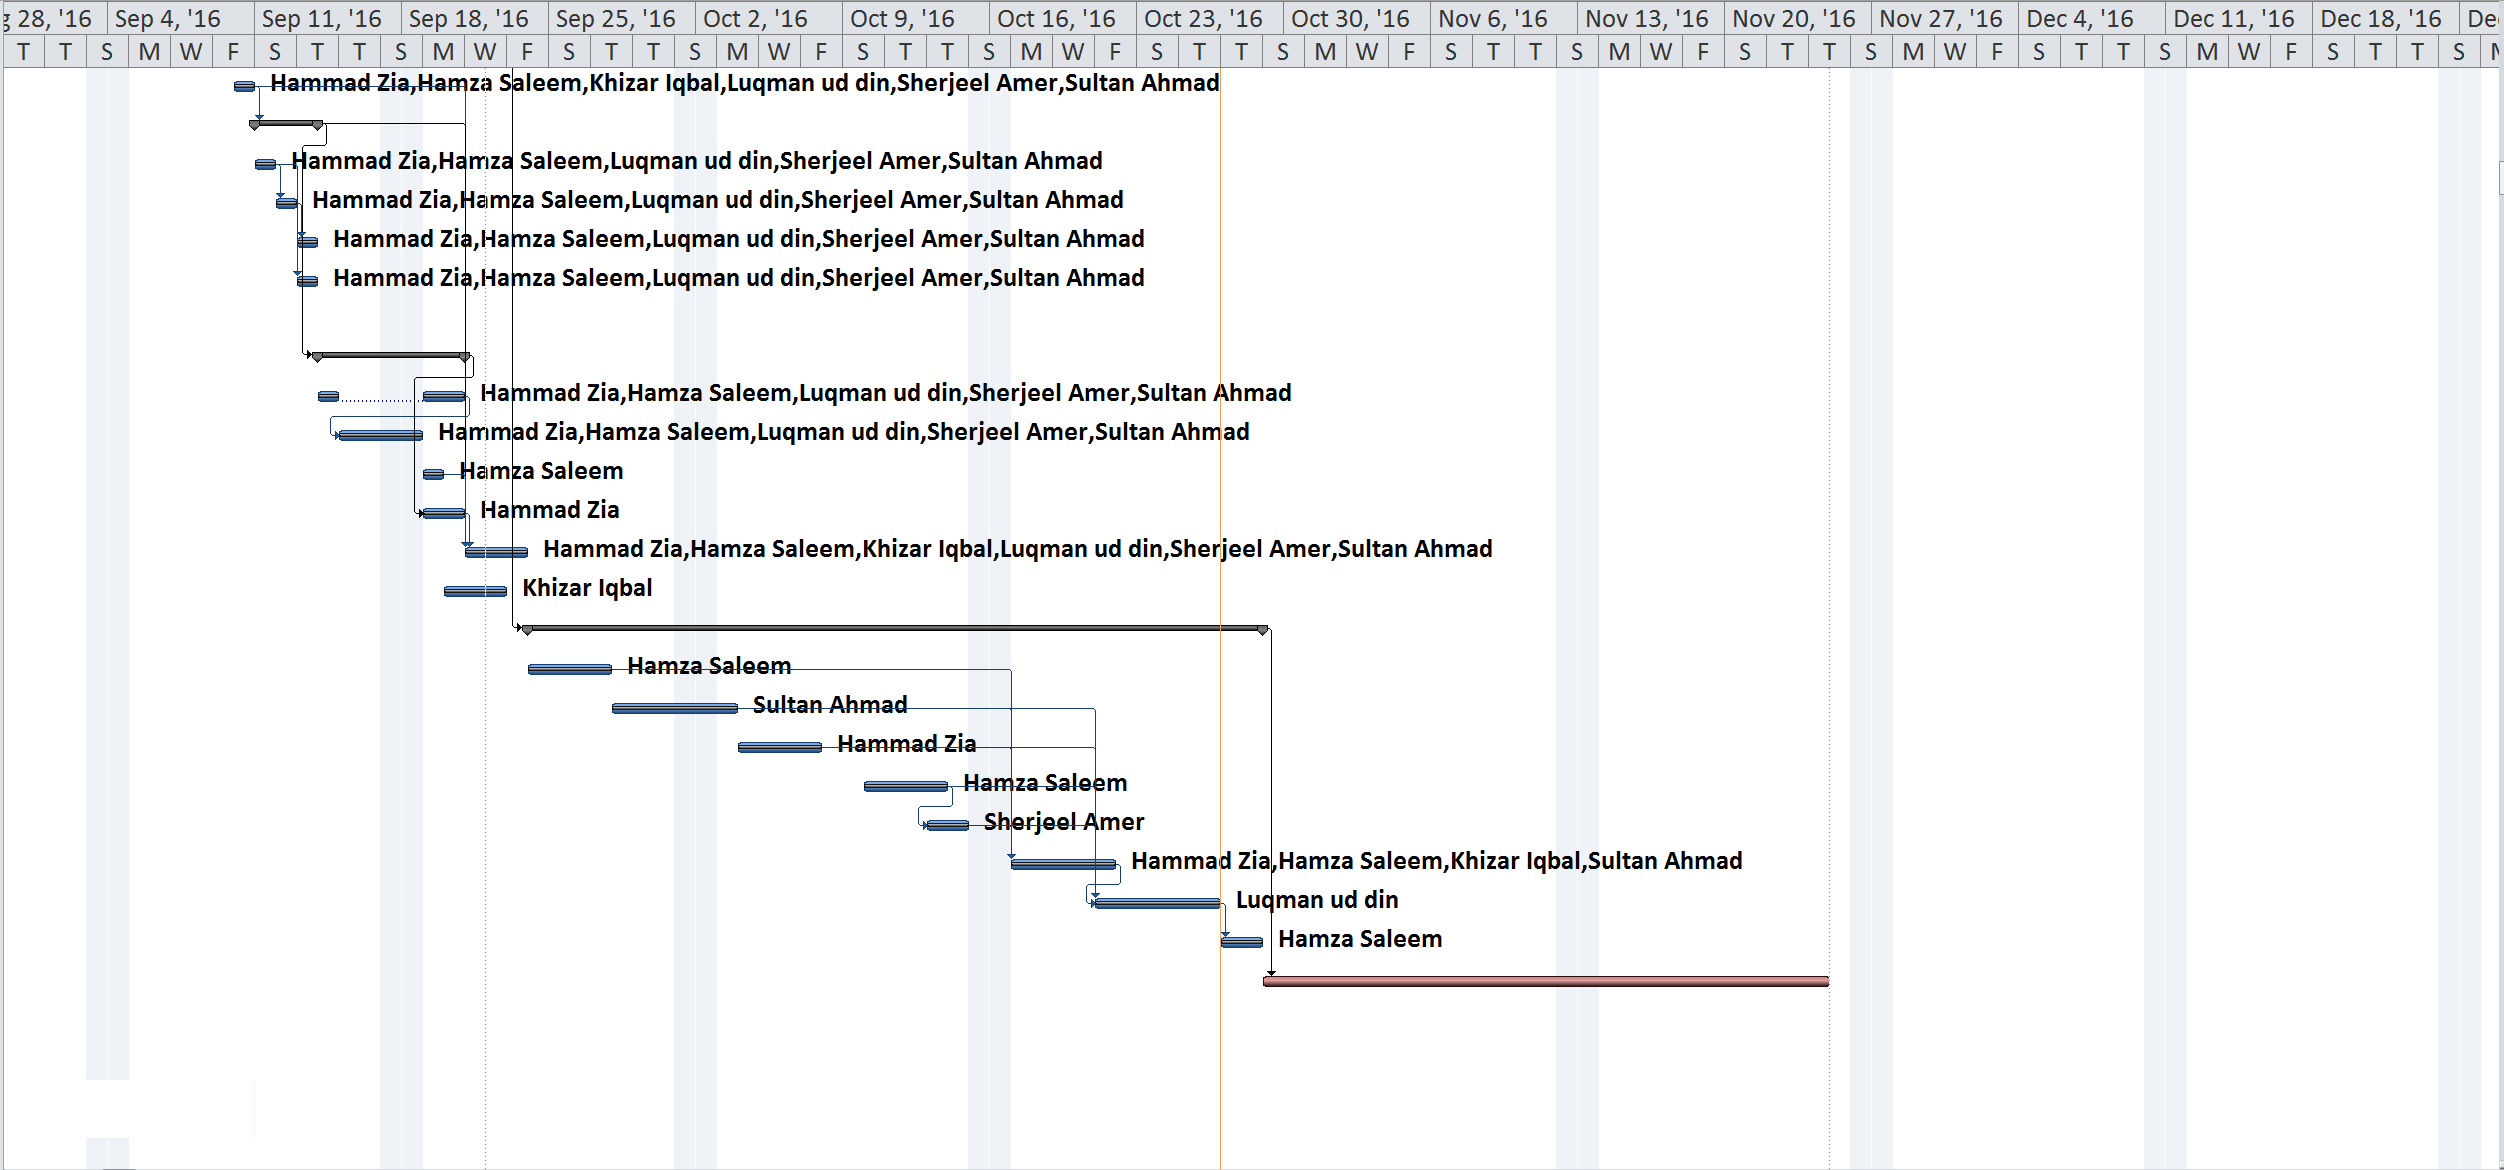 g 28, '16 Sep 4, '16 Sep 11, '16 Sep 18, '16 Sep 25, '16 Oct 2, '16 Oct 9, '16 Oct 16, '16 Oct 23, '16 Oct 30, '16 Nov 6, '16 Nov 13, '16 Nov 20, '16 Nov 27, '16 Dec 4, '16 Dec 11, '16 Dec 18, '16 De
T T S M W F S T T S M W F S T T S M W F S T T S M W F S T T S M W F S T T S M W F S T T S M W F S T T S M
Hammad Zia,Hamza Saleem,Khizar Iqbal,Luqman ud din,Sherjeel Amer,Sultan Ahmad
Hammad Zia,Hamza Saleem,Luqman ud din,Sherjeel Amer,Sultan Ahmad
Hammad Zia,Hamza Saleem,Luqman ud din,Sherjeel Amer,Sultan Ahmad
Hammad Zia,Hamza Saleem,Luqman ud din,Sherjeel Amer,Sultan Ahmad
Hammad Zia,Hamza Saleem,Luqman ud din,Sherjeel Amer,Sultan Ahmad
Hammad Zia,Hamza Saleem,Luqman ud din,Sherjeel Amer,Sultan Ahmad
Hammad Zia,Hamza Saleem,Luqman ud din,Sherjeel Amer,Sultan Ahmad
Hamza Saleem
Hammad Zia
Hammad Zia,Hamza Saleem,Khizar Iqbal,Luqman ud din,Sherjeel Amer,Sultan Ahmad
Khizar Iqbal
Hamza Saleem
Sultan Ahmad
Hammad Zia
Hamza Saleem
Sherjeel Amer
Hammad Zia,Hamza Saleem,Khizar Iqbal,Sultan Ahmad
Luqman ud din
Hamza Saleem